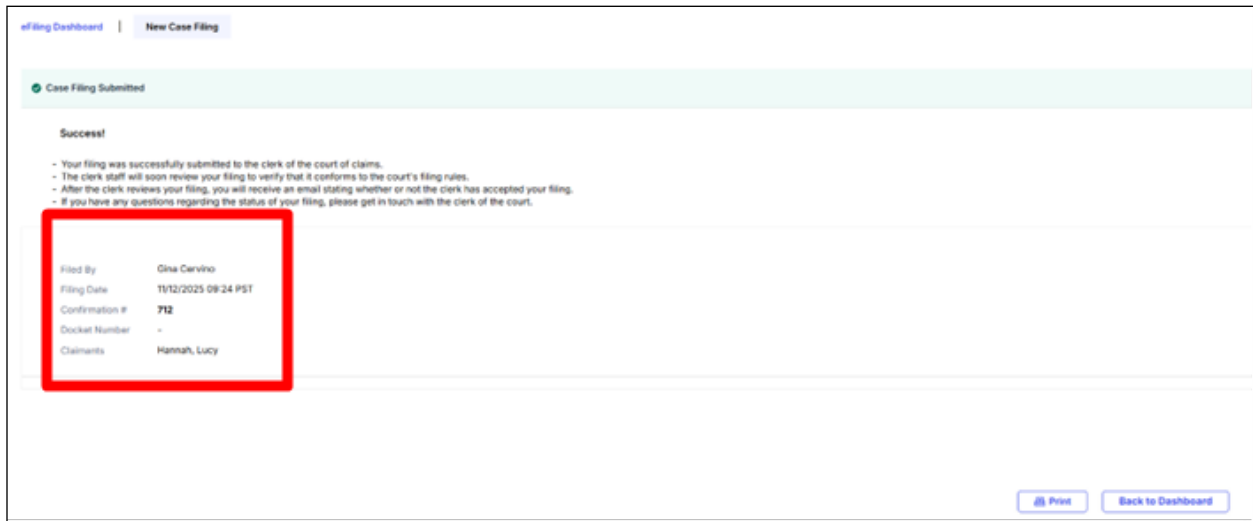 eFiling Dashboard | New Case Filing
Case Filing Submitted
Success!
- Your filing was successfully submitted to the clerk of the court of claims.
- The clerk staff will soon review your filing to verify that it conforms to the court's filing rules.
- After the clerk reviews your filing, you will receive an email stating whether or not the clerk has accepted your filing.
- If you have any questions regarding the status of your filing, please get in touch with the clerk of the court.
Filed By Gina Cervino
Filing Date 11/12/2025 09:24 PST
Confirmation # 712
Docket Number -
Claimants Hannah, Lucy
Print Back to Dashboard